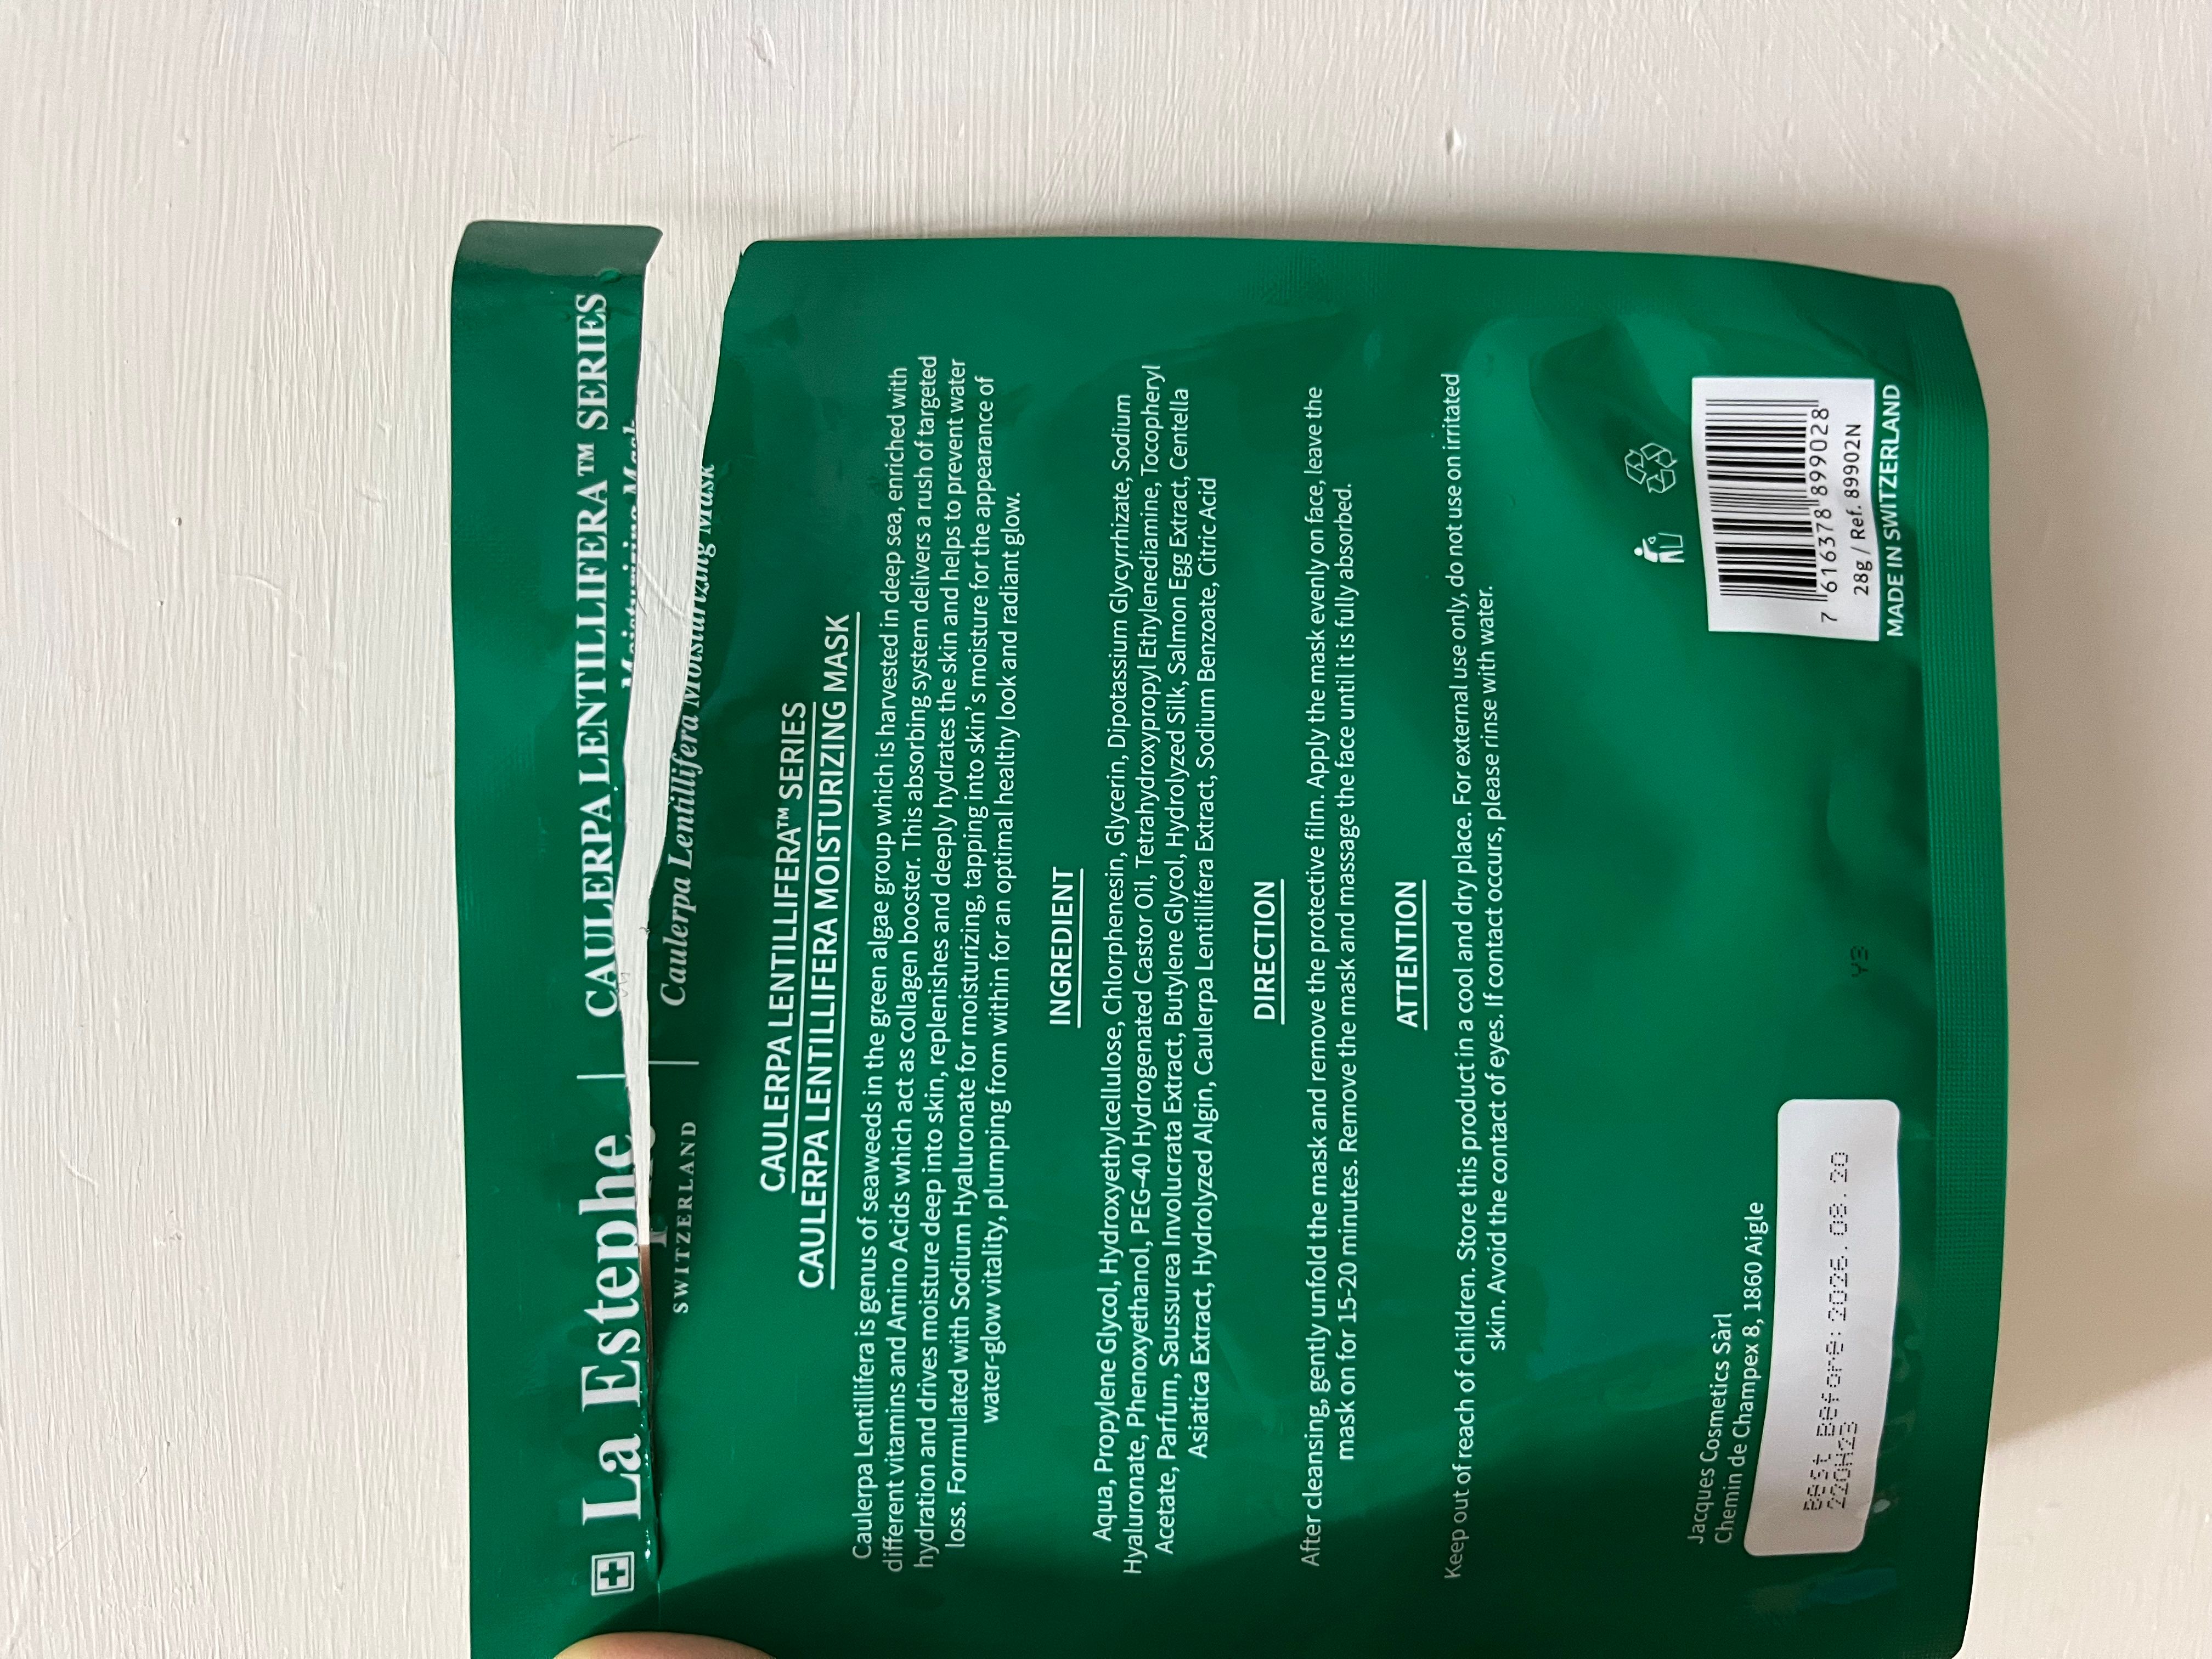 La Estephe
CAULERPA LENTILLIFERA™ SERIES
Moisturizing Mask
SWITZERLAND
Caulerpa Lentillifera Moisturizing Mask
CAULERPA LENTILLIFERA™ SERIES
CAULERPA LENTILLIFERA MOISTURIZING MASK
Caulerpa Lentillifera is genus of seaweeds in the green algae group which is harvested in deep sea, enriched with
different vitamins and Amino Acids which act as collagen booster. This absorbing system delivers a rush of targeted
hydration and drives moisture deep into skin, replenishes and deeply hydrates the skin and helps to prevent water
loss. Formulated with Sodium Hyaluronate for moisturizing, tapping into skin's moisture for the appearance of
water-glow vitality, plumping from within for an optimal healthy look and radiant glow.
INGREDIENT
Aqua, Propylene Glycol, Hydroxyethylcellulose, Chlorphenesin, Glycerin, Dipotassium Glycyrrhizate, Sodium
Hyaluronate, Phenoxyethanol, PEG-40 Hydrogenated Castor Oil, Tetrahydroxypropyl Ethylenediamine, Tocopheryl
Acetate, Parfum, Saussurea Involucrata Extract, Butylene Glycol, Hydrolyzed Silk, Salmon Egg Extract, Centella
Asiatica Extract, Hydrolyzed Algin, Caulerpa Lentillifera Extract, Sodium Benzoate, Citric Acid
DIRECTION
After cleansing, gently unfold the mask and remove the protective film. Apply the mask evenly on face, leave the
mask on for 15-20 minutes. Remove the mask and massage the face until it is fully absorbed.
ATTENTION
Keep out of reach of children. Store this product in a cool and dry place. For external use only, do not use on irritated
skin. Avoid the contact of eyes. If contact occurs, please rinse with water.
Jacques Cosmetics Sàrl
Chemin de Champex 8, 1860 Aigle
Best Before: 2026. 08. 20
220H23
Y3
7 616378 899028
28g / Ref. 89902N
MADE IN SWITZERLAND